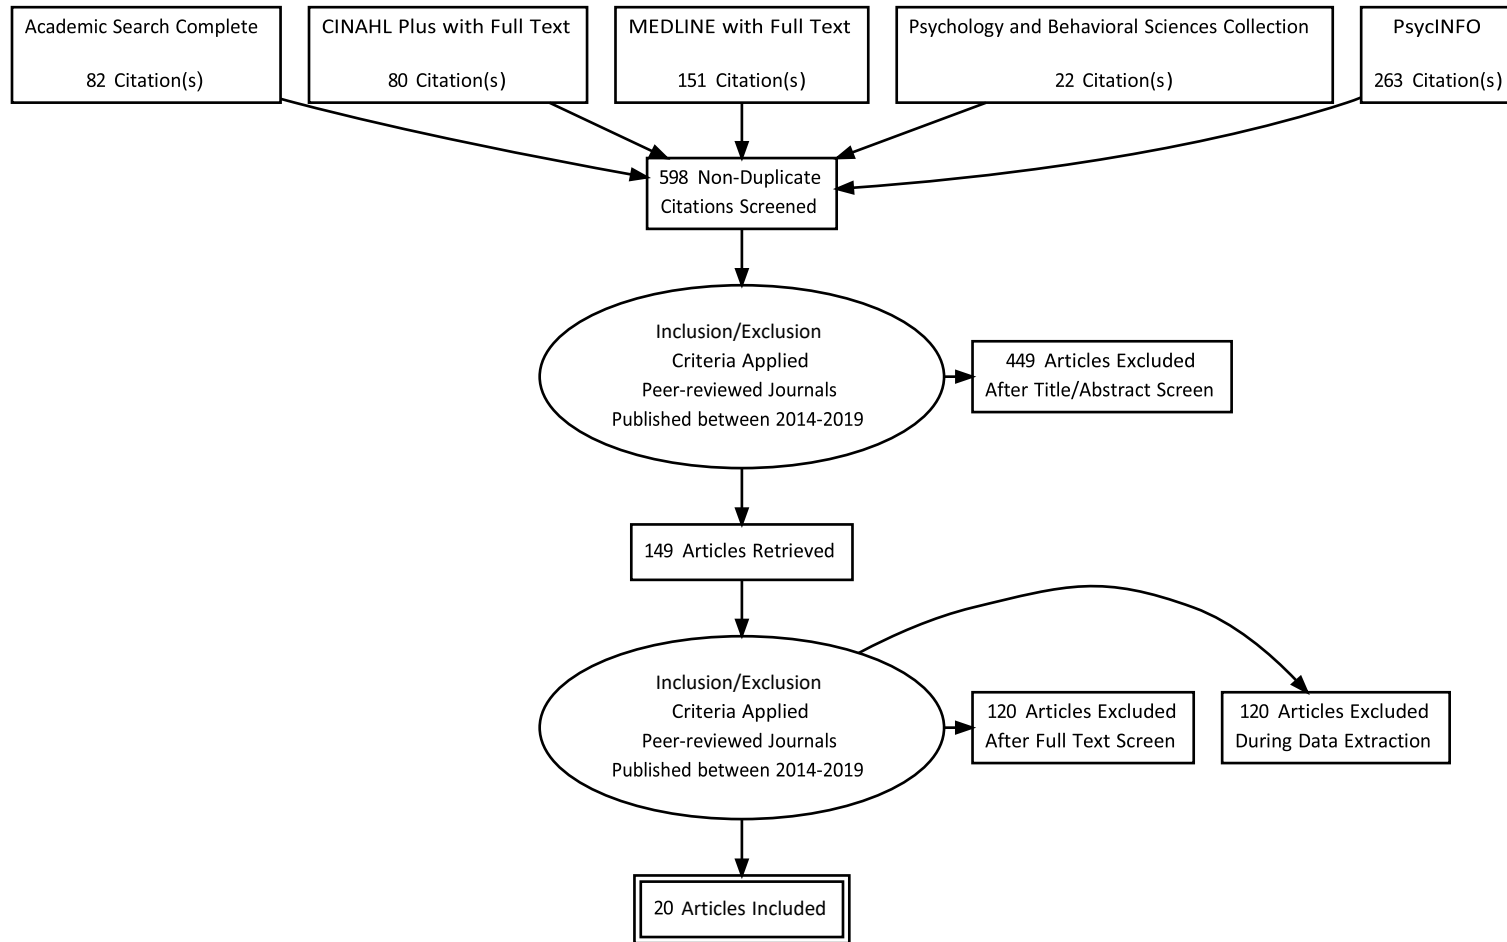 Academic Search Complete
82 Citation(s)
CINAHL Plus with Full Text
80 Citation(s)
MEDLINE with Full Text
151 Citation(s)
Psychology and Behavioral Sciences Collection
22 Citation(s)
PsycINFO
263 Citation(s)
598 Non-Duplicate
Citations Screened
Inclusion/Exclusion
Criteria Applied
Peer-reviewed Journals
Published between 2014-2019
449 Articles Excluded
After Title/Abstract Screen
149 Articles Retrieved
Inclusion/Exclusion
Criteria Applied
Peer-reviewed Journals
Published between 2014-2019
120 Articles Excluded
After Full Text Screen
120 Articles Excluded
During Data Extraction
20 Articles Included